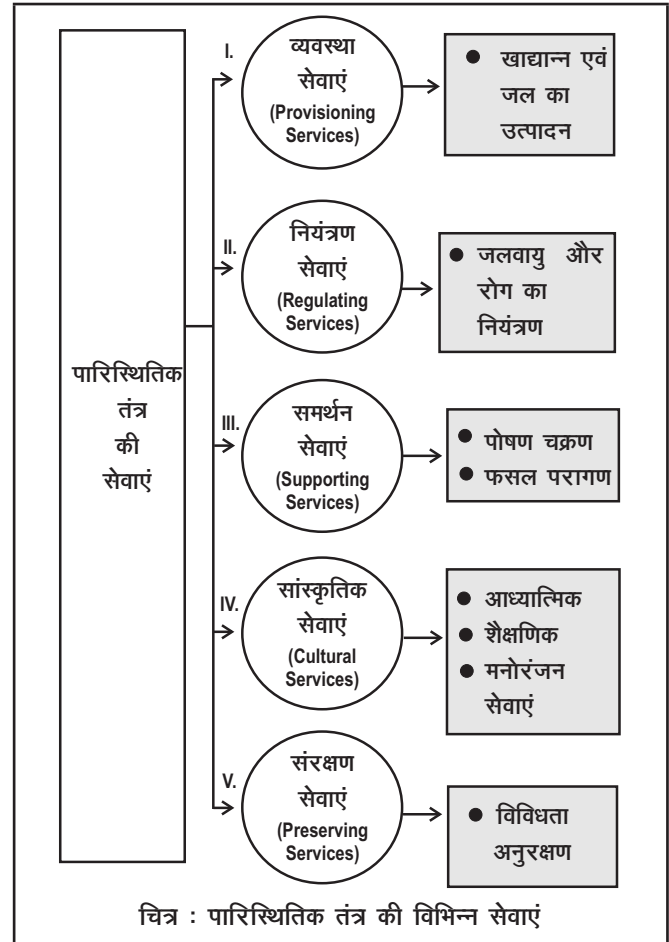 पारिस्थितिक
तंत्र
की
सेवाएं
I.
व्यवस्था
सेवाएं
(Provisioning
Services)
● खाद्यान्न एवं
जल का
उत्पादन
II.
नियंत्रण
सेवाएं
(Regulating
Services)
● जलवायु और
रोग का
नियंत्रण
III.
समर्थन
सेवाएं
(Supporting
Services)
● पोषण चक्रण
● फसल परागण
IV.
सांस्कृतिक
सेवाएं
(Cultural
Services)
● आध्यात्मिक
● शैक्षणिक
● मनोरंजन
सेवाएं
V.
संरक्षण
सेवाएं
(Preserving
Services)
● विविधता
अनुरक्षण
चित्र : पारिस्थितिक तंत्र की विभिन्न सेवाएं